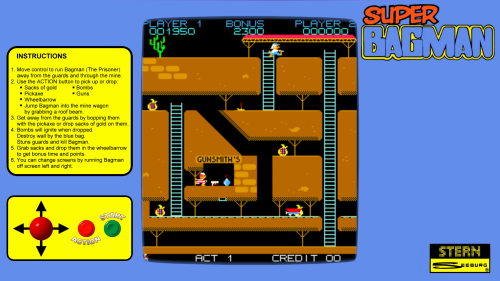 PLAYER 1 BONUS PLAYER 2
001950 2300 000000
SUPER
BAGMAN
INSTRUCTIONS
1. Move control to run Bagman (The Prisoner)
away from the guards and through the mine.
2. Use the ACTION button to pick up or drop:
• Sacks of gold • Bombs
• Pickaxe • Guns
• Wheelbarrow
• Jump Bagman into the mine wagon
by grabbing a roof beam.
3. Get away from the guards by bopping them
with the pickaxe or drop sacks of gold on them.
4. Bombs will ignite when dropped.
Destroy wall by the blue bag.
Stuns guards and kill Bagman.
5. Grab sacks and drop them in the wheelbarrow
to get bonus time and points.
6. You can change screens by running Bagman
off screen left and right.
GUNSMITH'S
START
ACTION
ACT 1 CREDIT 00
STERN
SEEBURG